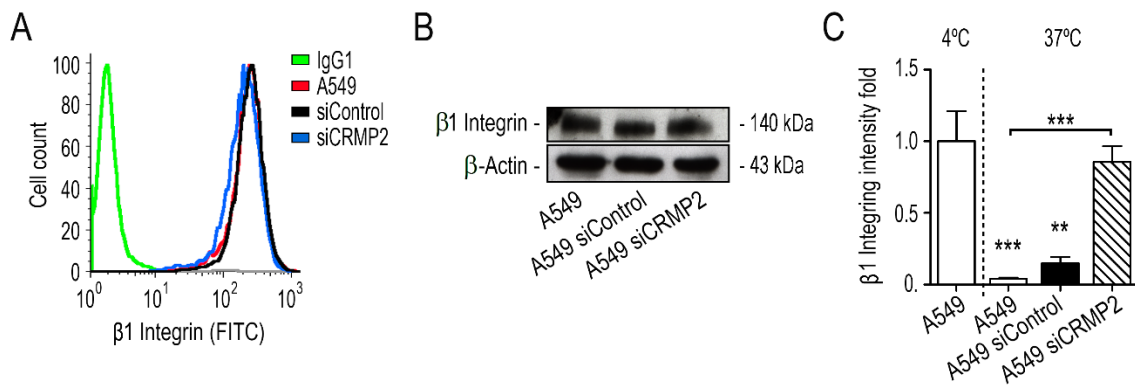 A
IgG1
A549
siControl
siCRMP2
Cell count
100
80
60
40
20
0
10^0 10^1 10^2 10^3
β1 Integrin (FITC)
B
β1 Integrin - - 140 kDa
β-Actin - - 43 kDa
A549
A549 siControl
A549 siCRMP2
C
4ºC 37ºC
β1 Integring intensity fold
1.5
1.0
0.5
0.
***
***
**
A549
A549
A549 siControl
A549 siCRMP2